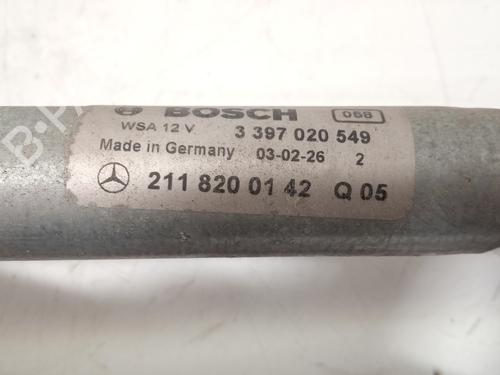 BOSCH 068
WSA 12 V 3 397 020 549
Made in Germany 03-02-26 2
211 820 01 42 Q 05
B-PA